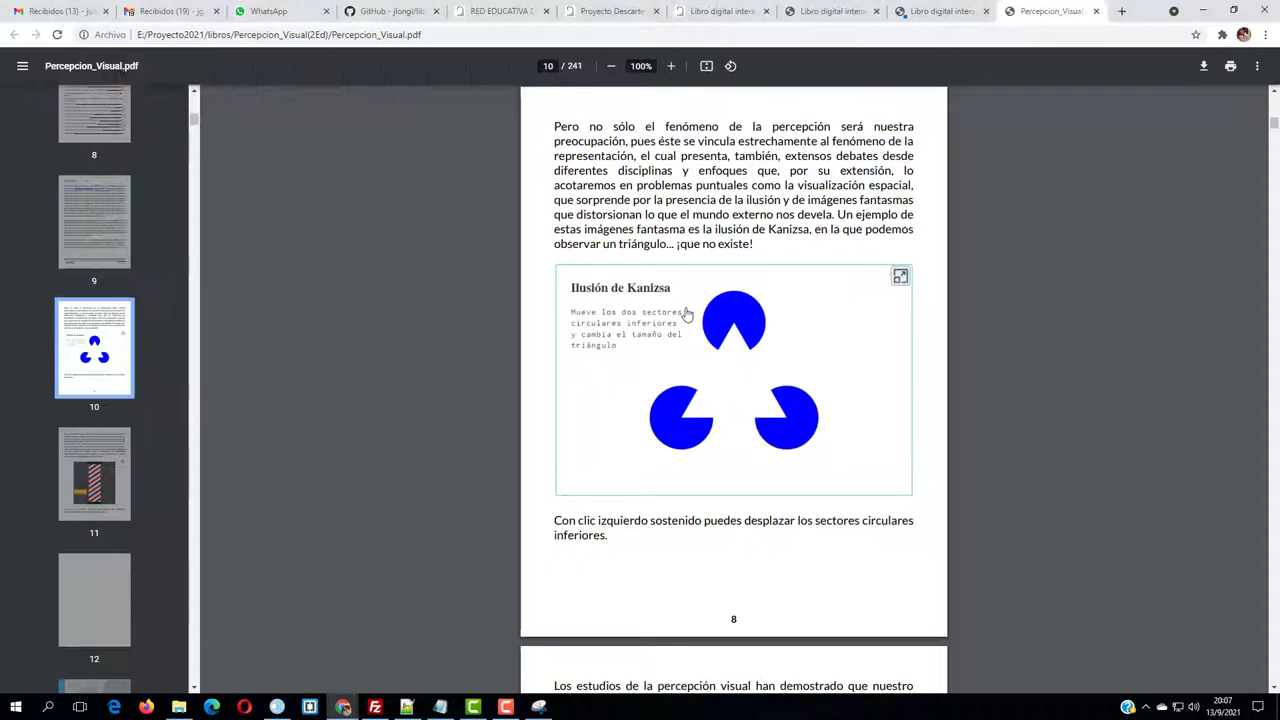 Recibidos (13) - ju
Recibidos (19) - ju
WhatsApp
GitHub - jlongi/lib
RED EDUCATIVA D
Proyecto Descarte
Libro digital intera
Libro digital intera
Libro digital intera
Percepcion_Visual.
Archivo
E:/Proyecto2021/libros/Percepcion_Visual(2Ed)/Percepcion_Visual.pdf
Percepcion_Visual.pdf
10 / 241
100%
8
9
10
11
12
Pero no sólo el fenómeno de la percepción será nuestra
preocupación, pues éste se vincula estrechamente al fenómeno de la
representación, el cual presenta, también, extensos debates desde
diferentes disciplinas y enfoques que, por su extensión, lo
acotaremos en problemas puntuales como la visualización espacial,
que sorprende por la presencia de la ilusión y de imágenes fantasmas
que distorsionan lo que el mundo externo nos devela. Un ejemplo de
estas imágenes fantasma es la ilusión de Kanizsa, en la que podemos
observar un triángulo... ¡que no existe!
Ilusión de Kanizsa
Mueve los dos sectores
circulares inferiores
y cambia el tamaño del
triángulo
Con clic izquierdo sostenido puedes desplazar los sectores circulares
inferiores.
8
Los estudios de la percepción visual han demostrado que nuestro
20:07
13/9/2021